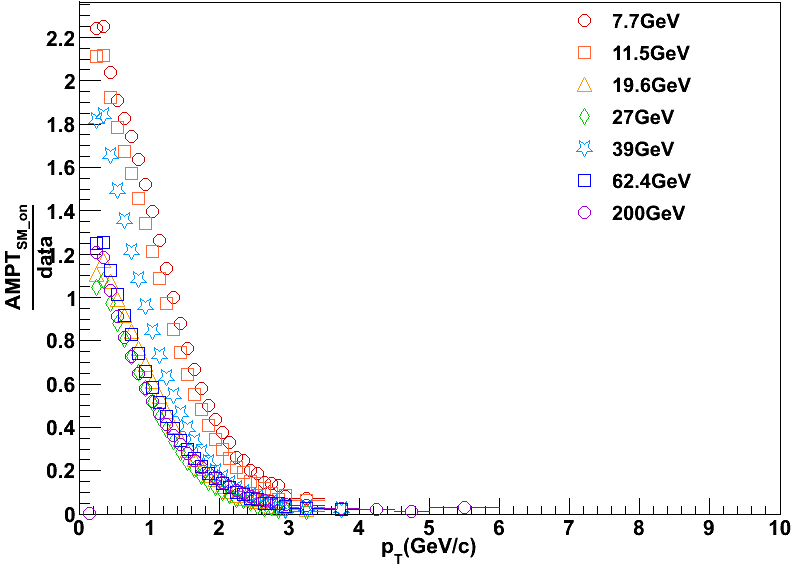 7.7GeV
11.5GeV
19.6GeV
27GeV
39GeV
62.4GeV
200GeV
AMPT_SM_on
data
2.2
2
1.8
1.6
1.4
1.2
1
0.8
0.6
0.4
0.2
0
0 1 2 3 4 5 6 7 8 9 10
p_T(GeV/c)